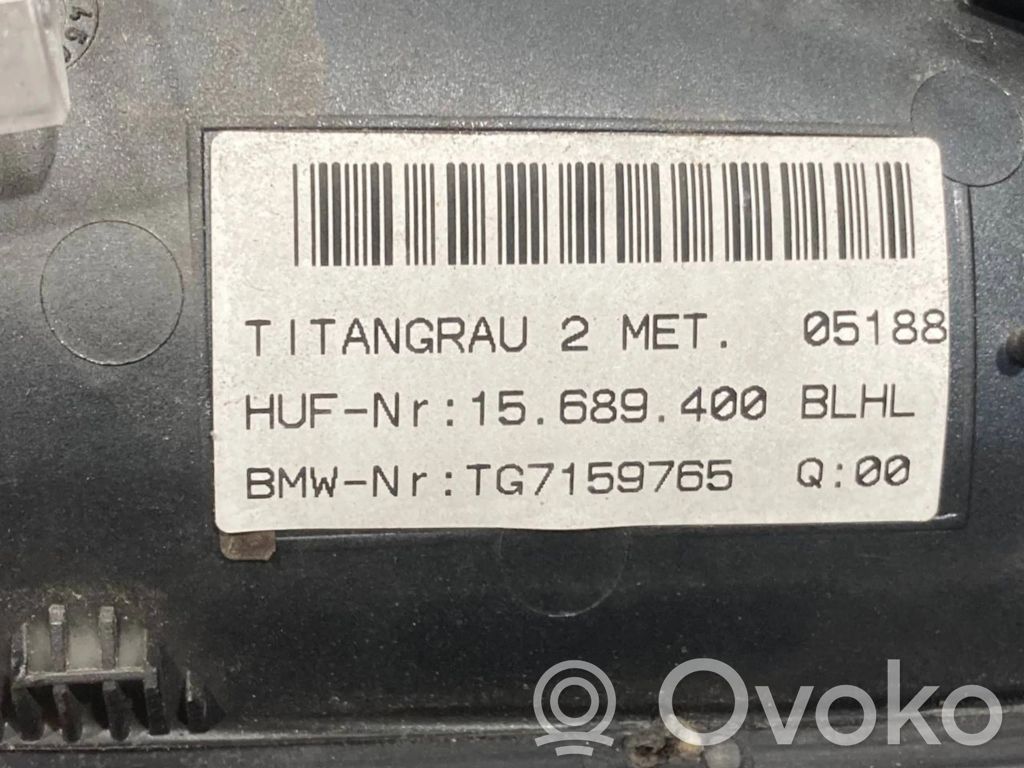 TITANGRAU 2 MET. 05188
HUF-Nr:15.689.400 BLHL
BMW-Nr:TG7159765 Q:00
Ovoko